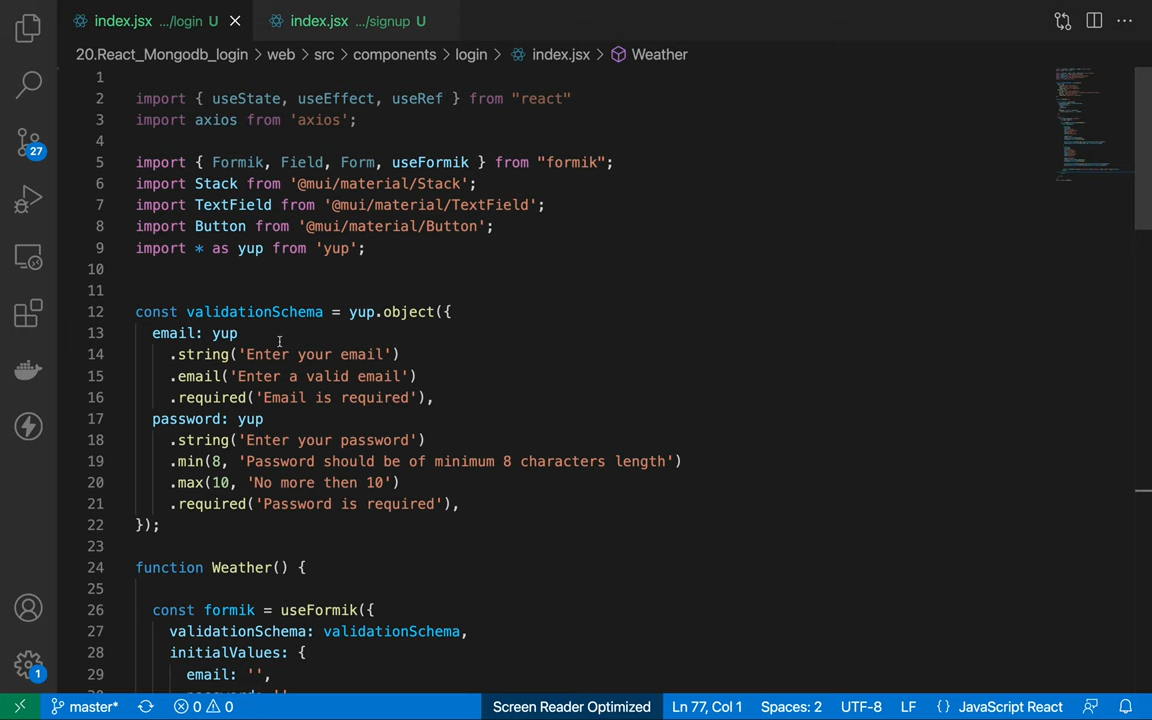 index.jsx .../login U
index.jsx .../signup U
20.React_Mongodb_login > web > src > components > login > index.jsx > Weather
1
2 import { useState, useEffect, useRef } from "react"
3 import axios from 'axios';
4
5 import { Formik, Field, Form, useFormik } from "formik";
6 import Stack from '@mui/material/Stack';
7 import TextField from '@mui/material/TextField';
8 import Button from '@mui/material/Button';
9 import * as yup from 'yup';
10
11
12 const validationSchema = yup.object({
13 email: yup
14 .string('Enter your email')
15 .email('Enter a valid email')
16 .required('Email is required'),
17 password: yup
18 .string('Enter your password')
19 .min(8, 'Password should be of minimum 8 characters length')
20 .max(10, 'No more then 10')
21 .required('Password is required'),
22 });
23
24 function Weather() {
25
26 const formik = useFormik({
27 validationSchema: validationSchema,
28 initialValues: {
29 email: '',
27
1
master* 0 0 Screen Reader Optimized Ln 77, Col 1 Spaces: 2 UTF-8 LF {} JavaScript React